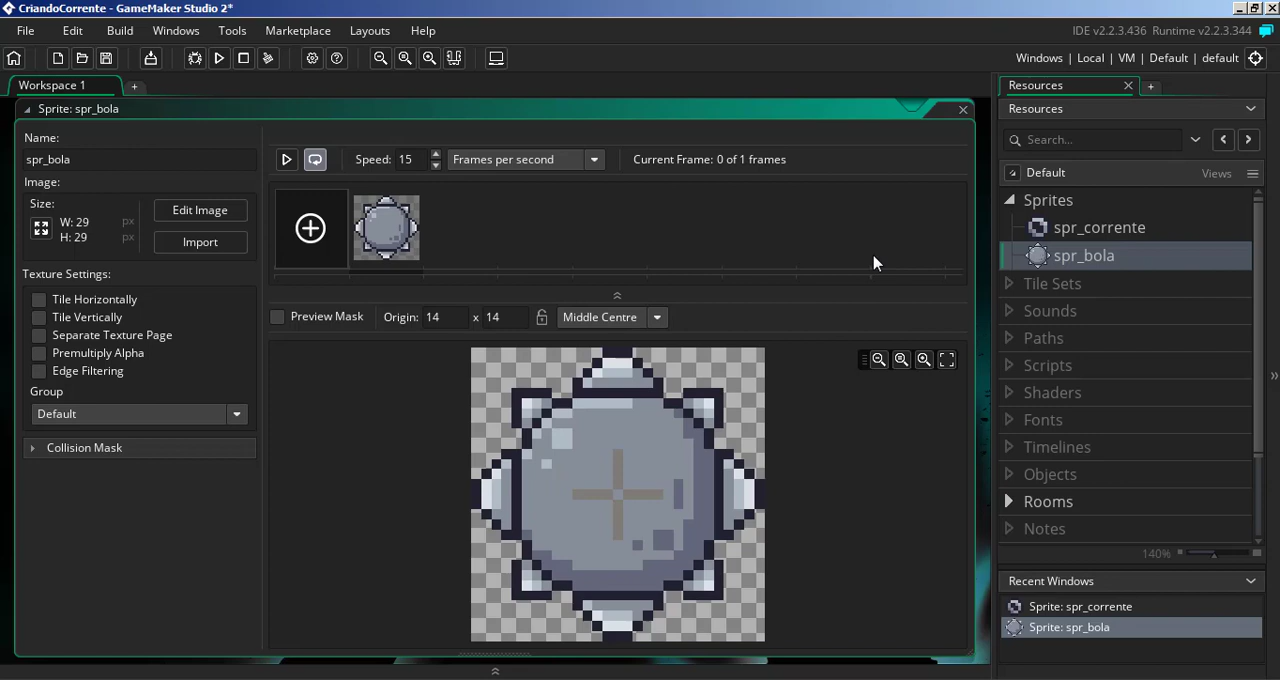 CriandoCorrente - GameMaker Studio 2*
File Edit Build Windows Tools Marketplace Layouts Help
IDE v2.2.3.436 Runtime v2.2.3.344
Windows | Local | VM | Default | default
Workspace 1
Sprite: spr_bola
Name:
spr_bola
Image:
Size:
W: 29 px
H: 29 px
Edit Image
Import
Texture Settings:
Tile Horizontally
Tile Vertically
Separate Texture Page
Premultiply Alpha
Edge Filtering
Group
Default
Collision Mask
Speed: 15 Frames per second
Current Frame: 0 of 1 frames
Preview Mask
Origin: 14 x 14 Middle Centre
Resources
Resources
Search...
Default Views
Sprites
spr_corrente
spr_bola
Tile Sets
Sounds
Paths
Scripts
Shaders
Fonts
Timelines
Objects
Rooms
Notes
140%
Recent Windows
Sprite: spr_corrente
Sprite: spr_bola